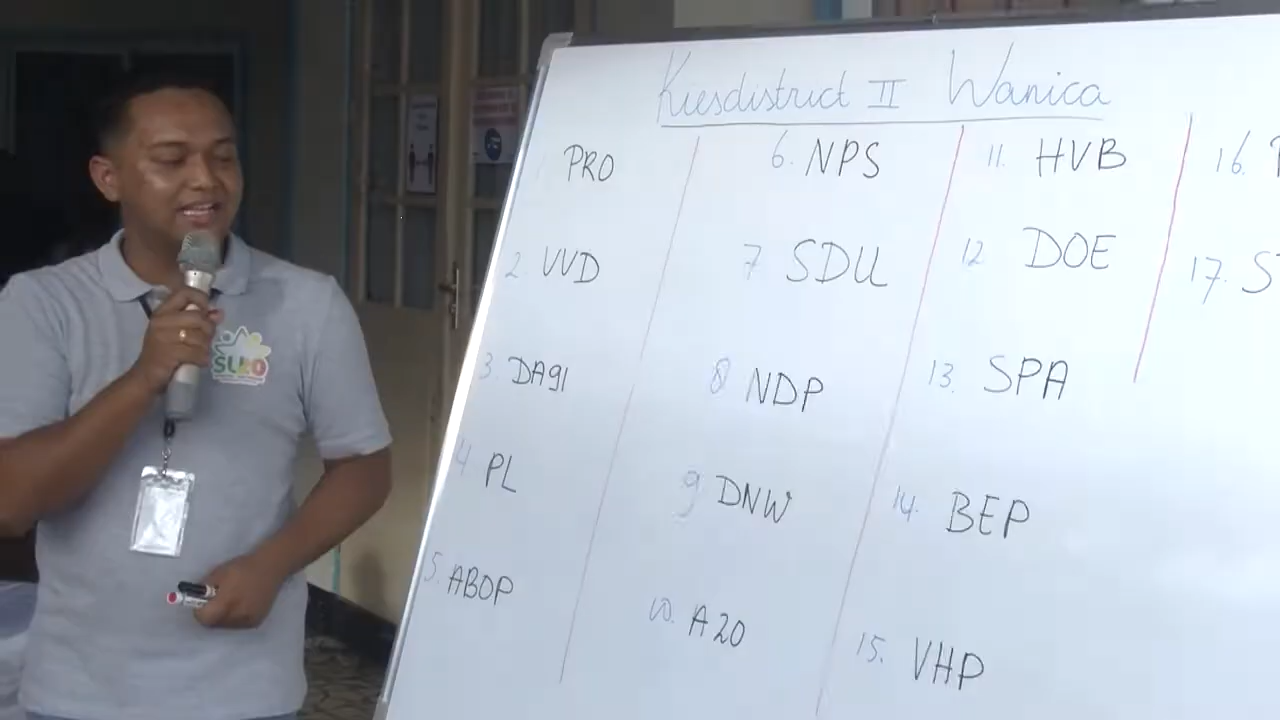 Kiesdistrict II Wanica
1 PRO
2 VVD
3. DA91
4 PL
5. ABOP
6. NPS
7 SDU
8 NDP
9 DNW
10. A20
11. HVB
12 DOE
13. SPA
14. BEP
15. VHP
16.
17. S
SLRO